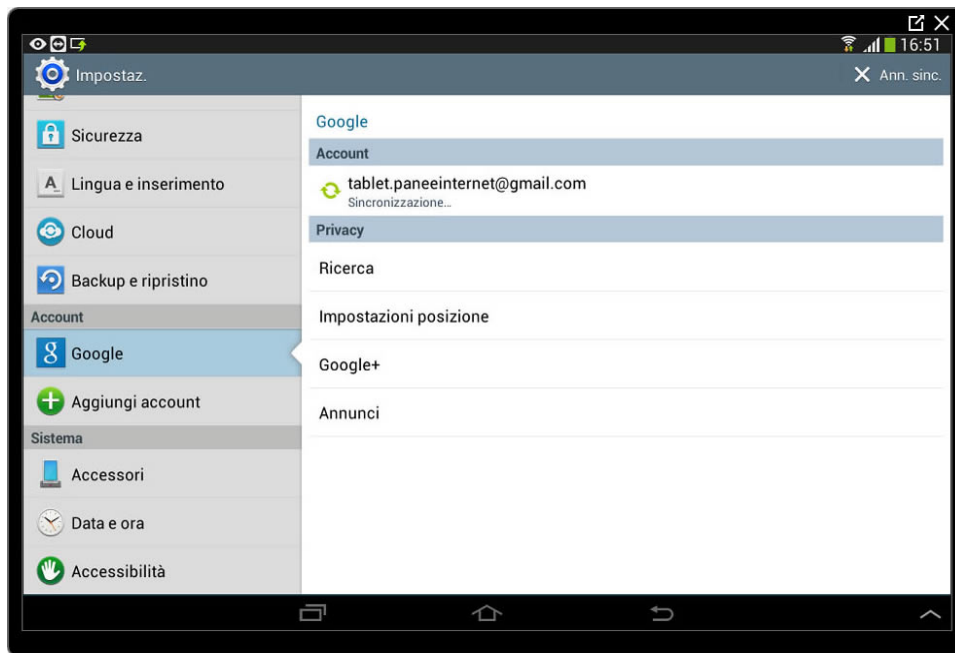 16:51
Impostaz.
Ann. sinc.
Sicurezza
Lingua e inserimento
Cloud
Backup e ripristino
Account
Google
Aggiungi account
Sistema
Accessori
Data e ora
Accessibilità
Google
Account
tablet.paneeinternet@gmail.com
Sincronizzazione...
Privacy
Ricerca
Impostazioni posizione
Google+
Annunci